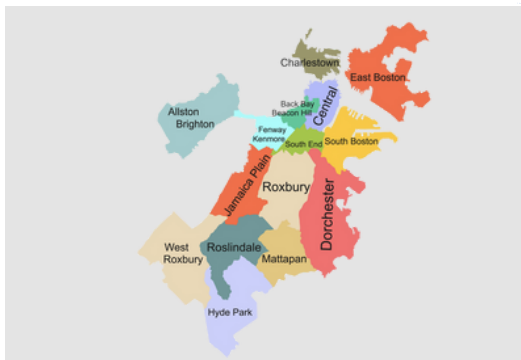 Charlestown
East Boston
Allston
Brighton
Back Bay
Beacon Hill
Central
Fenway
Kenmore
South End
South Boston
Jamaica Plain
Roxbury
Dorchester
West
Roxbury
Roslindale
Mattapan
Hyde Park